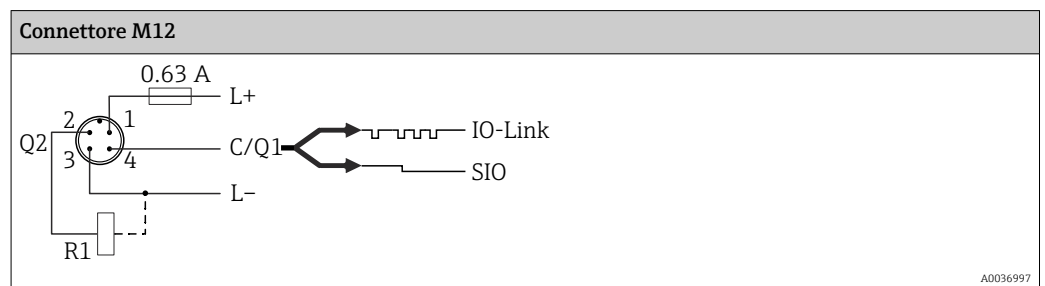 Connettore M12
0.63 A
L+
2 1
Q2
3 4
C/Q1
IO-Link
SIO
L–
R1
A0036997